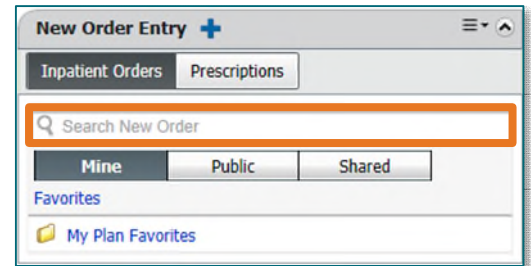 New Order Entry
Inpatient Orders Prescriptions
Search New Order
Mine Public Shared
Favorites
My Plan Favorites